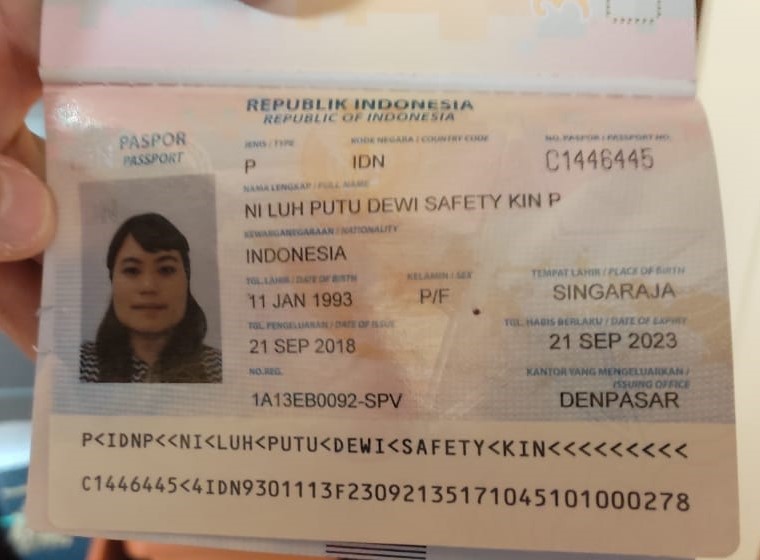 REPUBLIK INDONESIA
REPUBLIC OF INDONESIA
PASPOR
PASSPORT
JENIS / TYPE KODE NEGARA / COUNTRY CODE NO. PASPOR / PASSPORT NO.
P IDN C1446445
NAMA LENGKAP / FULL NAME
NI LUH PUTU DEWI SAFETY KIN P
KEWARGANEGARAAN / NATIONALITY
INDONESIA
TGL. LAHIR / DATE OF BIRTH KELAMIN / SEX TEMPAT LAHIR / PLACE OF BIRTH
11 JAN 1993 P/F SINGARAJA
TGL. PENGELUARAN / DATE OF ISSUE TGL. HABIS BERLAKU / DATE OF EXPIRY
21 SEP 2018 21 SEP 2023
NO. REG. KANTOR YANG MENGELUARKAN /
ISSUING OFFICE
1A13EB0092-SPV DENPASAR
P<IDNP<<NI<LUH<PUTU<DEWI<SAFETY<KIN<<<<<<<<<
C1446445<4IDN9301113F2309213517104510100027​8